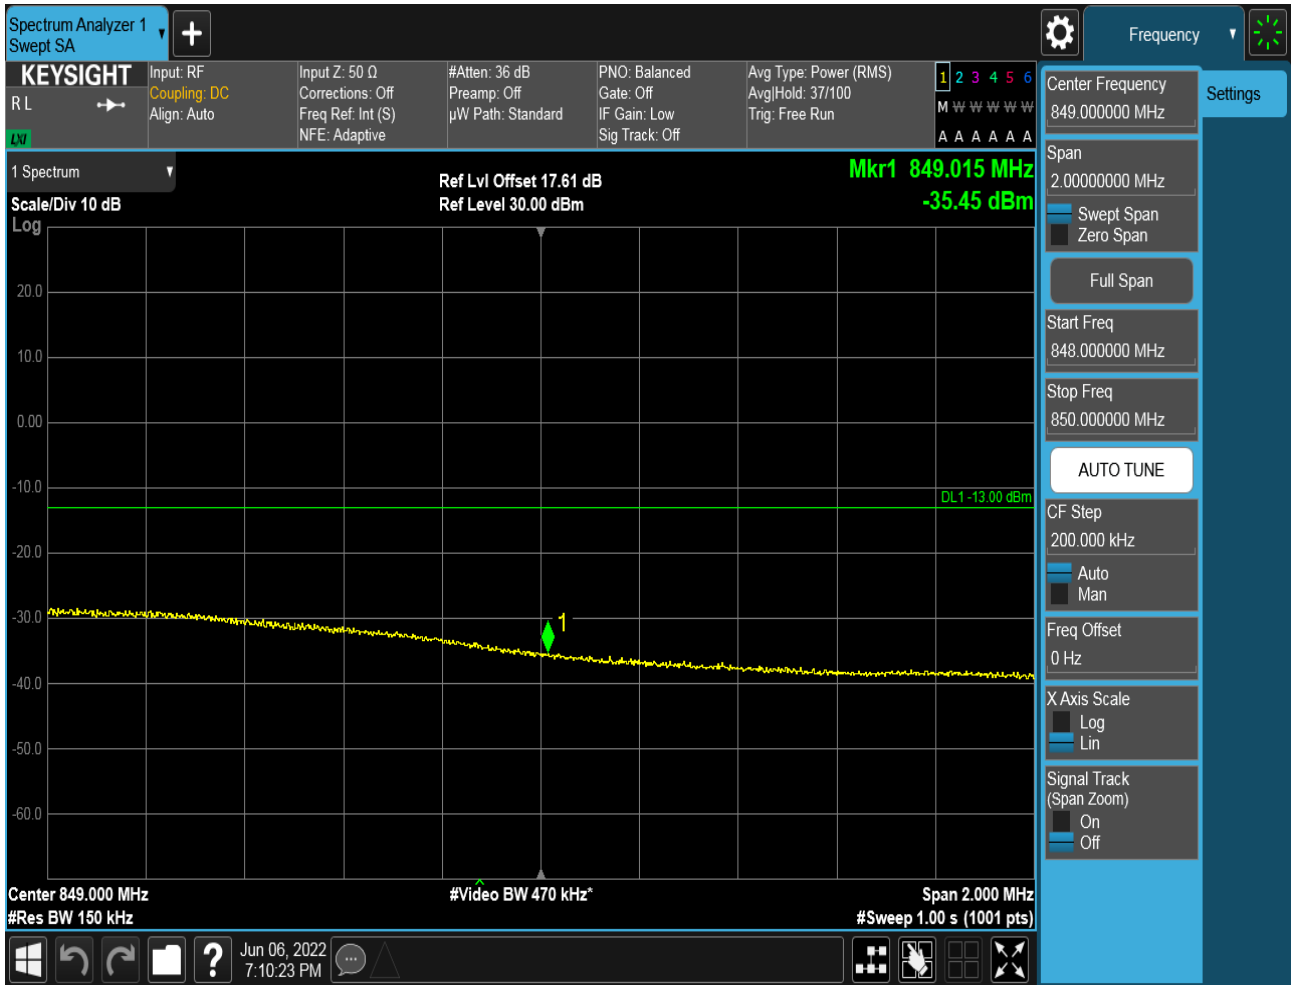 Spectrum Analyzer 1
Swept SA
Frequency
KEYSIGHT
R L
LXI
Input: RF
Coupling: DC
Align: Auto
Input Z: 50 Ω
Corrections: Off
Freq Ref: Int (S)
NFE: Adaptive
#Atten: 36 dB
Preamp: Off
µW Path: Standard
PNO: Balanced
Gate: Off
IF Gain: Low
Sig Track: Off
Avg Type: Power (RMS)
Avg|Hold: 37/100
Trig: Free Run
1 2 3 4 5 6
M W W W W W
A A A A A A
1 Spectrum
Scale/Div 10 dB
Log
Ref Lvl Offset 17.61 dB
Ref Level 30.00 dBm
Mkr1 849.015 MHz
-35.45 dBm
20.0
10.0
0.00
-10.0
DL1 -13.00 dBm
-20.0
-30.0
1
-40.0
-50.0
-60.0
Center 849.000 MHz
#Res BW 150 kHz
#Video BW 470 kHz*
Span 2.000 MHz
#Sweep 1.00 s (1001 pts)
Jun 06, 2022
7:10:23 PM
Center Frequency
849.000000 MHz
Settings
Span
2.00000000 MHz
Swept Span
Zero Span
Full Span
Start Freq
848.000000 MHz
Stop Freq
850.000000 MHz
AUTO TUNE
CF Step
200.000 kHz
Auto
Man
Freq Offset
0 Hz
X Axis Scale
Log
Lin
Signal Track
(Span Zoom)
On
Off